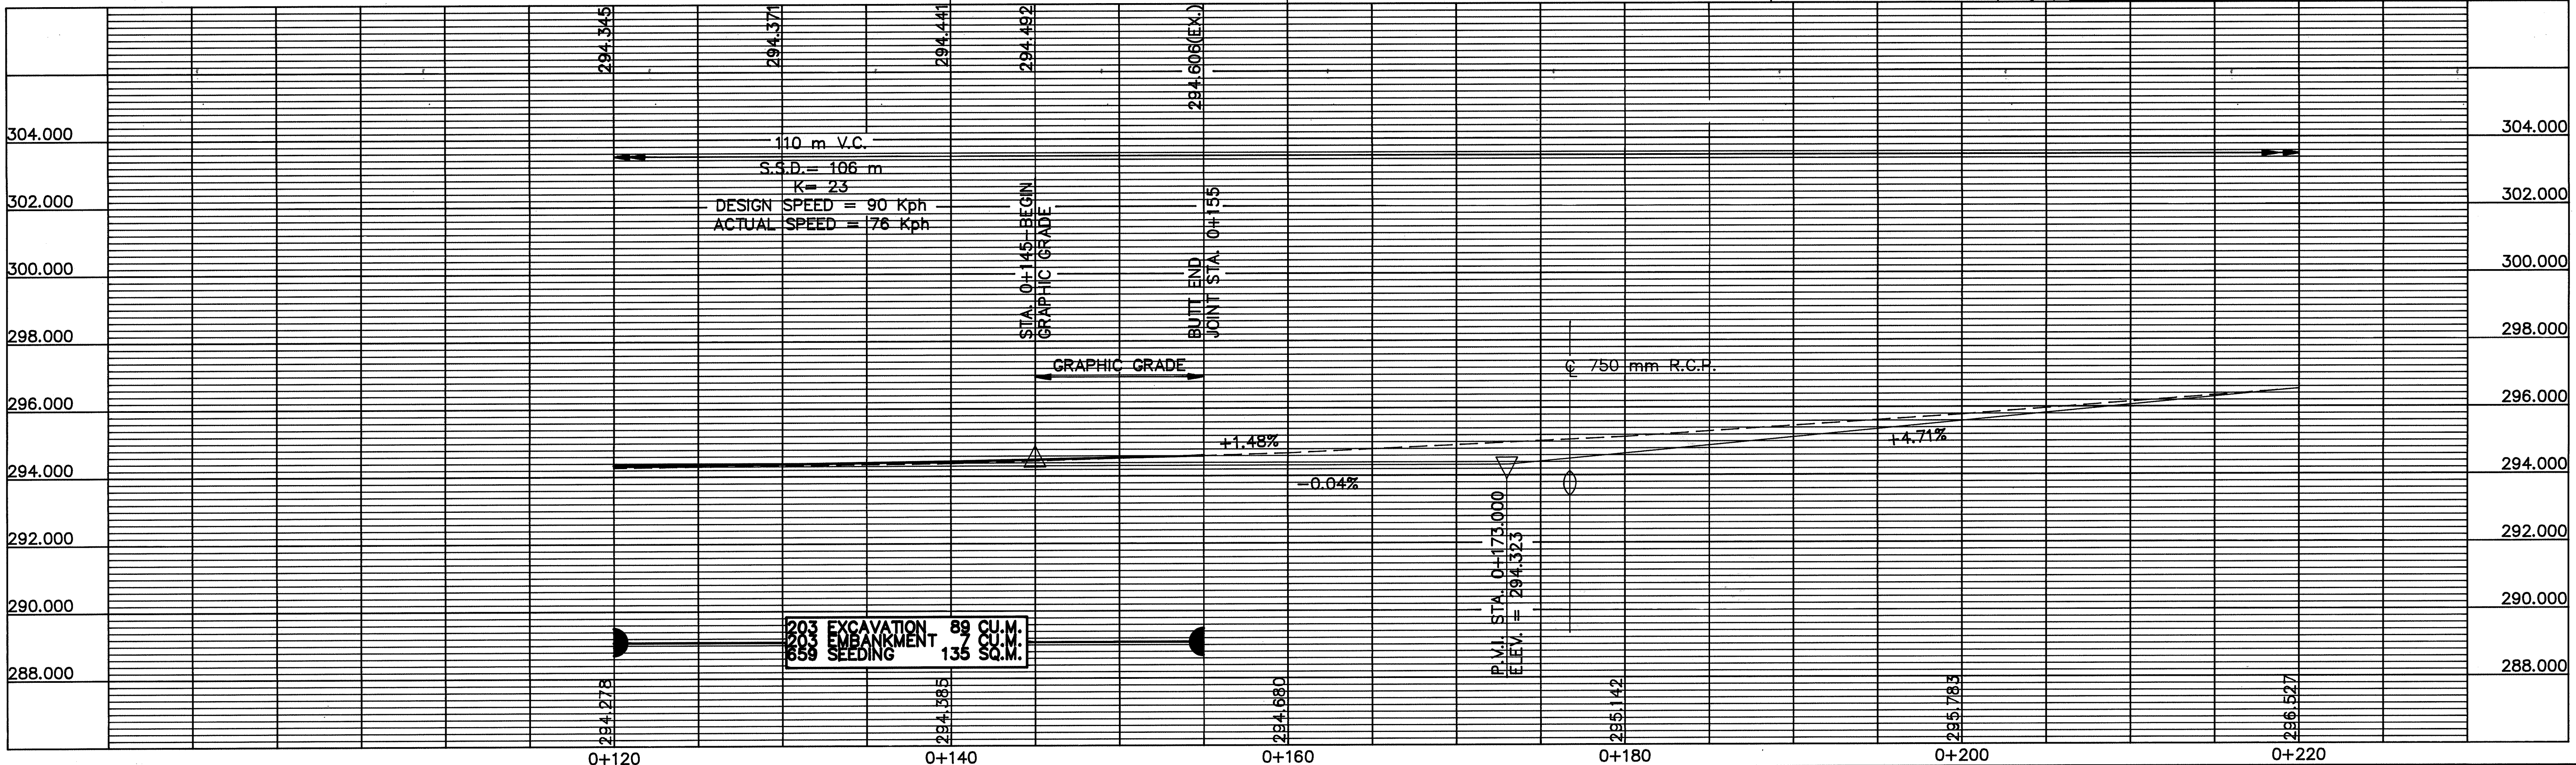 294.345
294.371
294.441
294.492
294.606(EX.)
304.000
304.000
110 m V.C.
S.S.D.= 106 m
K= 23
DESIGN SPEED = 90 Kph
ACTUAL SPEED = 76 Kph
302.000
302.000
STA. 0+145-BEGIN
GRAPHIC GRADE
BUTT END
JOINT STA. 0+155
300.000
300.000
298.000
298.000
GRAPHIC GRADE
℄ 750 mm R.C.P.
296.000
296.000
+1.48%
+4.71%
294.000
294.000
-0.04%
P.V.I. STA. 0+173.000
ELEV. = 294.323
292.000
292.000
290.000
290.000
203 EXCAVATION 89 CU.M.
203 EMBANKMENT 7 CU.M.
659 SEEDING 135 SQ.M.
288.000
288.000
294.278
294.385
294.680
295.142
295.783
296.527
0+120
0+140
0+160
0+180
0+200
0+220